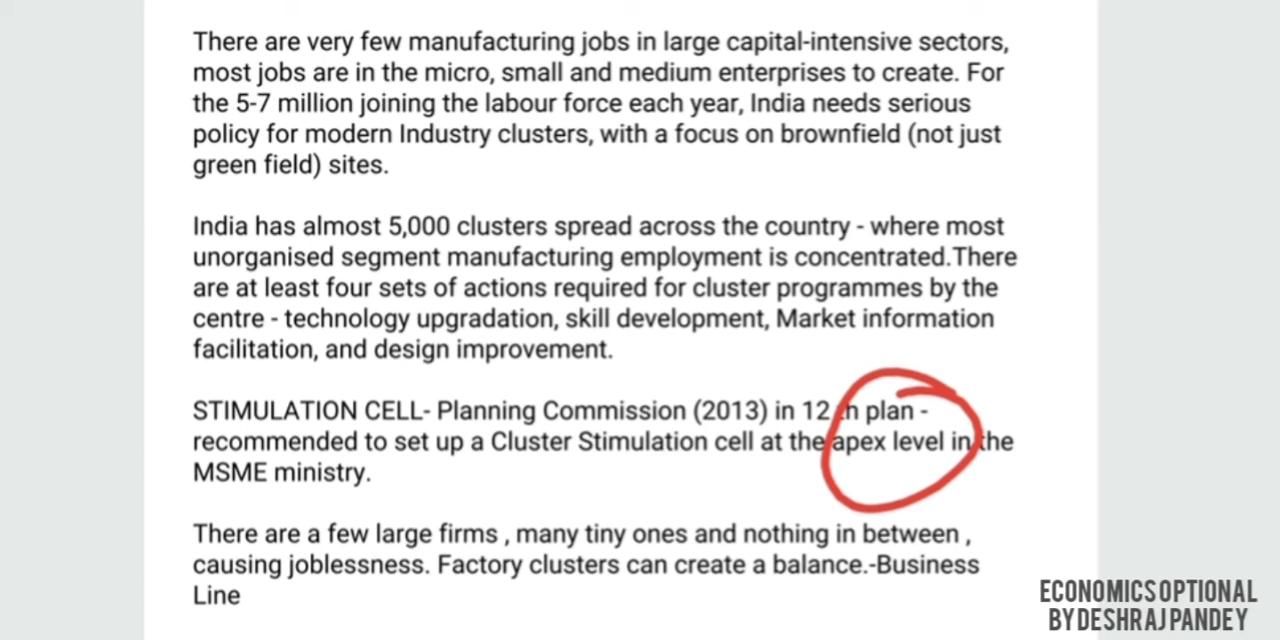 There are very few manufacturing jobs in large capital-intensive sectors,
most jobs are in the micro, small and medium enterprises to create. For
the 5-7 million joining the labour force each year, India needs serious
policy for modern Industry clusters, with a focus on brownfield (not just
green field) sites.
India has almost 5,000 clusters spread across the country - where most
unorganised segment manufacturing employment is concentrated.There
are at least four sets of actions required for cluster programmes by the
centre - technology upgradation, skill development, Market information
facilitation, and design improvement.
STIMULATION CELL- Planning Commission (2013) in 12 th plan -
recommended to set up a Cluster Stimulation cell at the apex level in the
MSME ministry.
There are a few large firms , many tiny ones and nothing in between ,
causing joblessness. Factory clusters can create a balance.-Business
Line
ECONOMICS OPTIONAL
BY DESHRAJ PANDEY